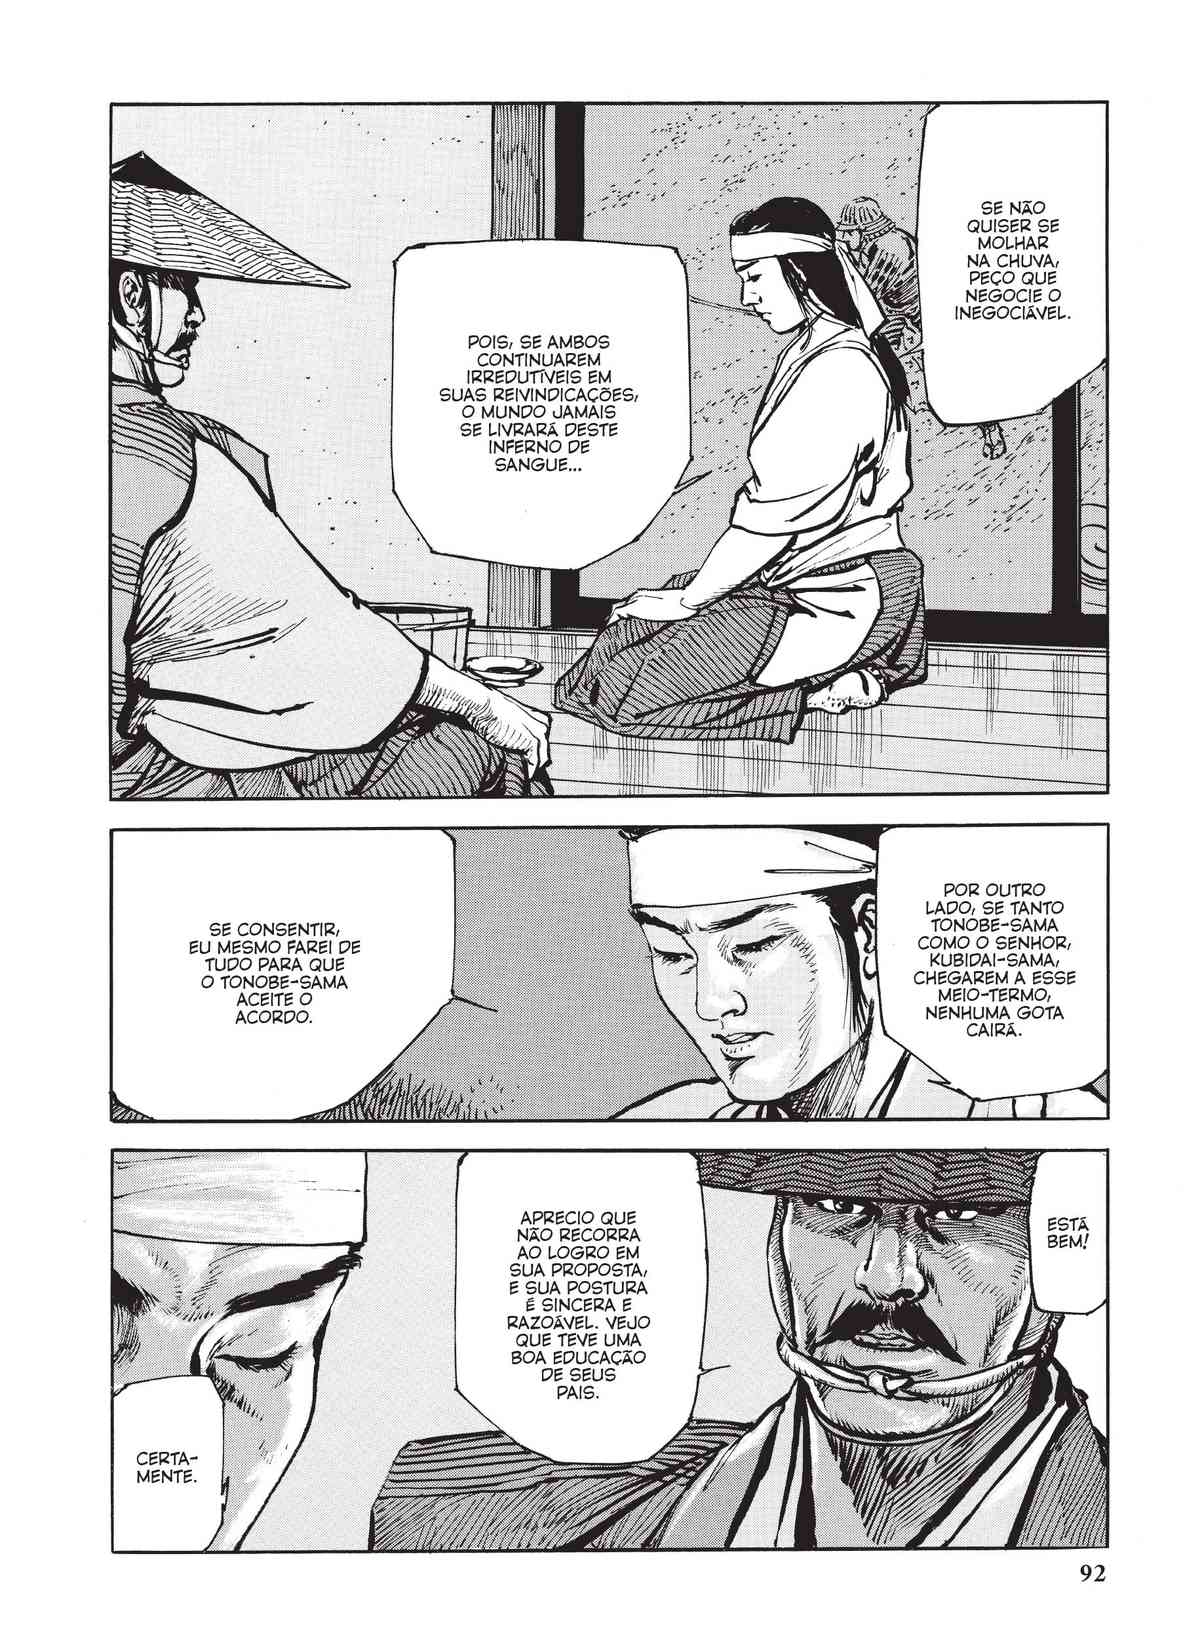 SE NÃO
QUISER SE
MOLHAR
NA CHUVA,
PEÇO QUE
NEGOCIE O
INEGOCIÁVEL.
POIS, SE AMBOS
CONTINUAREM
IRREDUTÍVEIS EM
SUAS REIVINDICAÇÕES,
O MUNDO JAMAIS
SE LIVRARÁ DESTE
INFERNO DE
SANGUE...
POR OUTRO
LADO, SE TANTO
TONOBE-SAMA
COMO O SENHOR,
KUBIDAI-SAMA,
CHEGAREM A ESSE
MEIO-TERMO,
NENHUMA GOTA
CAIRÁ.
SE CONSENTIR,
EU MESMO FAREI DE
TUDO PARA QUE
O TONOBE-SAMA
ACEITE O
ACORDO.
ESTÁ
BEM!
APRECIO QUE
NÃO RECORRA
AO LOGRO EM
SUA PROPOSTA,
E SUA POSTURA
É SINCERA E
RAZOÁVEL. VEJO
QUE TEVE UMA
BOA EDUCAÇÃO
DE SEUS
PAIS.
CERTA-
MENTE.
92